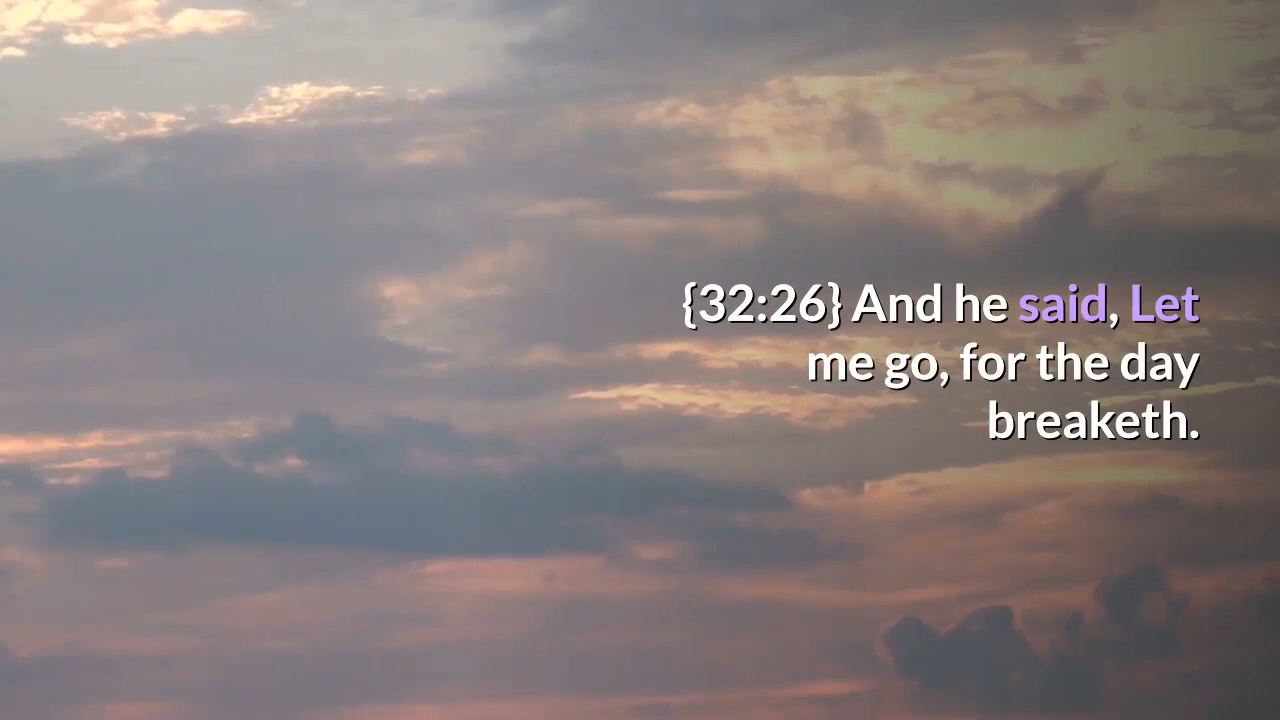 {32:26} And he said, Let
me go, for the day
breaketh.